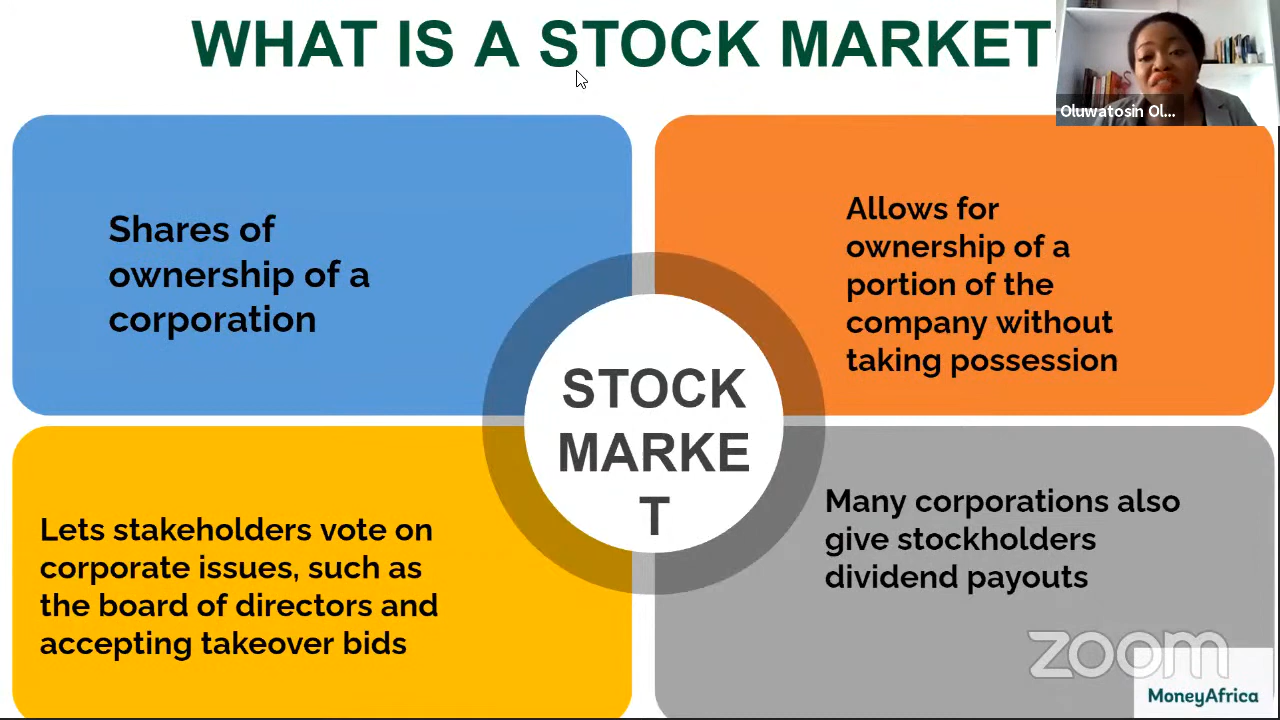 WHAT IS A STOCK MARKET
Oluwatosin Ol...
Shares of
ownership of a
corporation
Allows for
ownership of a
portion of the
company without
taking possession
STOCK
MARKE
T
Lets stakeholders vote on
corporate issues, such as
the board of directors and
accepting takeover bids
Many corporations also
give stockholders
dividend payouts
zoom
MoneyAfrica